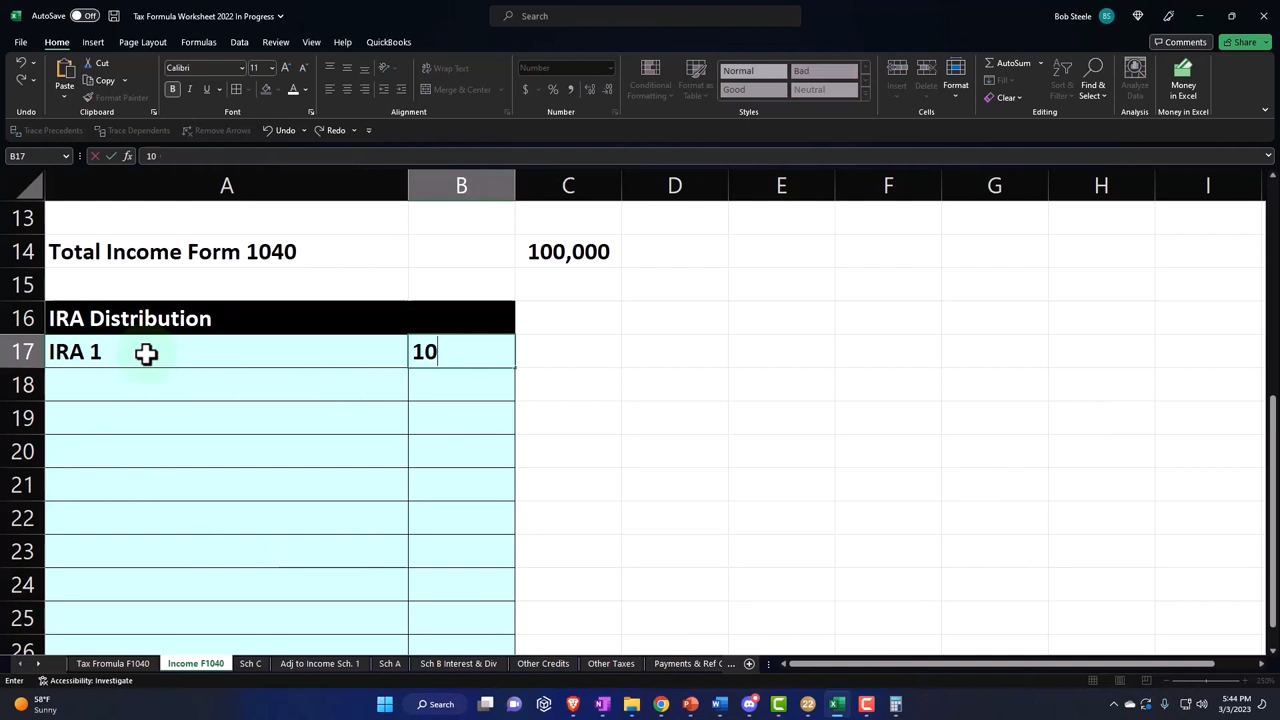 AutoSave Off Tax Formula Worksheet 2022 In Progress Search Bob Steele BS
File Home Insert Page Layout Formulas Data Review View Help QuickBooks Comments Share
Cut Calibri 11 Wrap Text Number Normal Bad AutoSum
Copy Good Neutral Fill
Paste Format Painter Merge & Center Conditional Formatting Format as Table Insert Delete Format Clear Sort & Filter Find & Select Analyze Data Money in Excel
Undo Clipboard Font Alignment Number Styles Cells Editing Analysis Money in Excel
Trace Precedents Trace Dependents Remove Arrows Undo Redo
B17 fx 10
A B C D E F G H I
13
14 Total Income Form 1040 100,000
15
16 IRA Distribution
17 IRA 1 10
18
19
20
21
22
23
24
25
26
Tax Fromula F1040 Income F1040 Sch C Adj to Income Sch. 1 Sch A Sch B Interest & Div Other Credits Other Taxes Payments & Ref C ...
Enter Accessibility: Investigate 250%
58°F
Sunny
Search
22
5:44 PM
3/3/2023